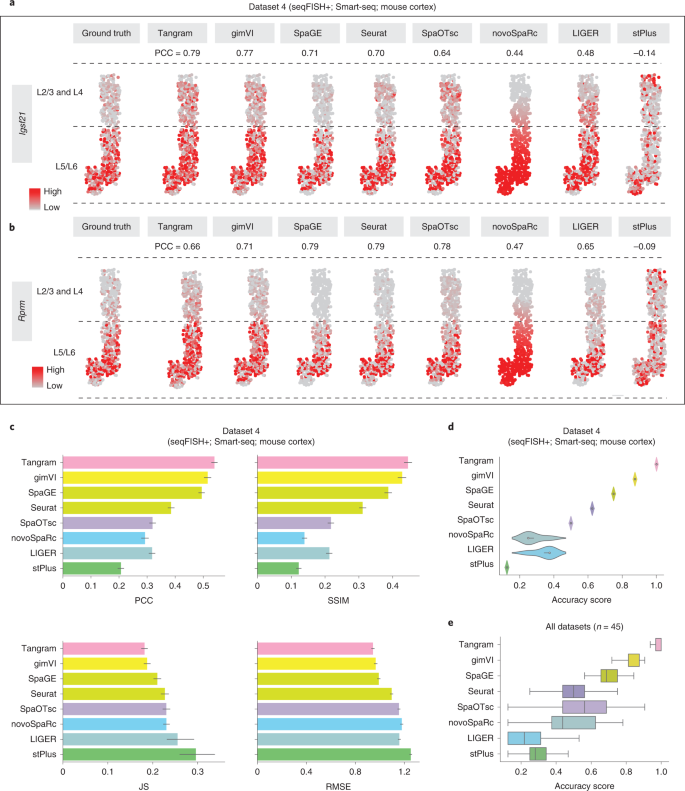 a
Dataset 4 (seqFISH+; Smart-seq; mouse cortex)
Ground truth Tangram gimVI SpaGE Seurat SpaOTsc novoSpaRc LIGER stPlus
PCC = 0.79 0.77 0.71 0.70 0.64 0.44 0.48 −0.14
Igsf21
L2/3 and L4
L5/L6
High
Low
b
Ground truth Tangram gimVI SpaGE Seurat SpaOTsc novoSpaRc LIGER stPlus
PCC = 0.66 0.71 0.79 0.79 0.78 0.47 0.65 −0.09
Rprm
L2/3 and L4
L5/L6
High
Low
c
Dataset 4
(seqFISH+; Smart-seq; mouse cortex)
Tangram
gimVI
SpaGE
Seurat
SpaOTsc
novoSpaRc
LIGER
stPlus
0 0.1 0.2 0.3 0.4 0.5
PCC
0 0.1 0.2 0.3 0.4
SSIM
Tangram
gimVI
SpaGE
Seurat
SpaOTsc
novoSpaRc
LIGER
stPlus
0 0.1 0.2 0.3
JS
0 0.2 0.4 0.6 0.8 1.0 1.2
RMSE
d
Dataset 4
(seqFISH+; Smart-seq; mouse cortex)
Tangram
gimVI
SpaGE
Seurat
SpaOTsc
novoSpaRc
LIGER
stPlus
0.2 0.4 0.6 0.8 1.0
Accuracy score
e
All datasets (n = 45)
Tangram
gimVI
SpaGE
Seurat
SpaOTsc
novoSpaRc
LIGER
stPlus
0.2 0.4 0.6 0.8 1.0
Accuracy score